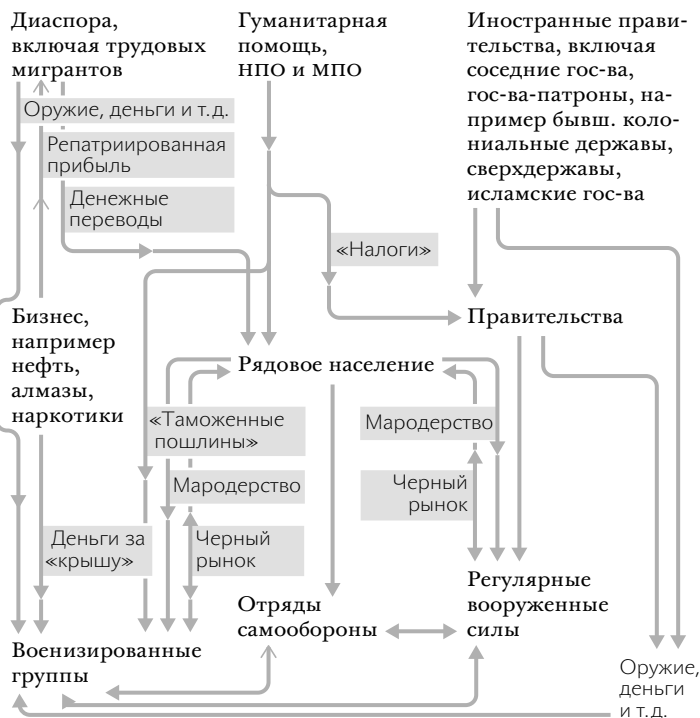 Диаспора,
включая трудовых
мигрантов
Гуманитарная
помощь,
НПО и МПО
Иностранные прави-
тельства, включая
соседние гос-ва,
гос-ва-патроны, на-
пример бывш. коло-
ниальные державы,
сверхдержавы,
исламские гос-ва
Оружие, деньги и т.д.
Репатриированная
прибыль
Денежные
переводы
«Налоги»
Бизнес,
например
нефть,
алмазы,
наркотики
Правительства
Рядовое население
«Таможенные
пошлины»
Мародерство
Мародерство
Черный
рынок
Деньги за
«крышу»
Черный
рынок
Отряды
самообороны
Регулярные
вооруженные
силы
Военизированные
группы
Оружие,
деньги
и т.д.